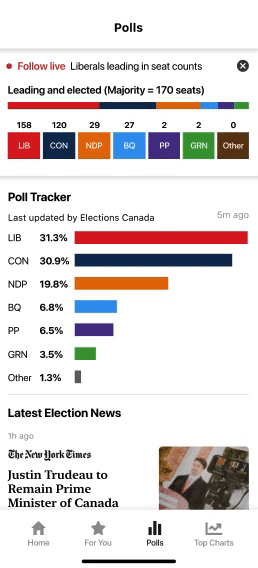 Polls
Follow live Liberals leading in seat counts
Leading and elected (Majority = 170 seats)
158 120 29 27 2 2 0
LIB CON NDP BQ PP GRN Other
Poll Tracker
Last updated by Elections Canada 5m ago
LIB 31.3%
CON 30.9%
NDP 19.8%
BQ 6.8%
PP 6.5%
GRN 3.5%
Other 1.3%
Latest Election News
1h ago
The New York Times
Justin Trudeau to
Remain Prime
Minister of Canada
Home For You Polls Top Charts